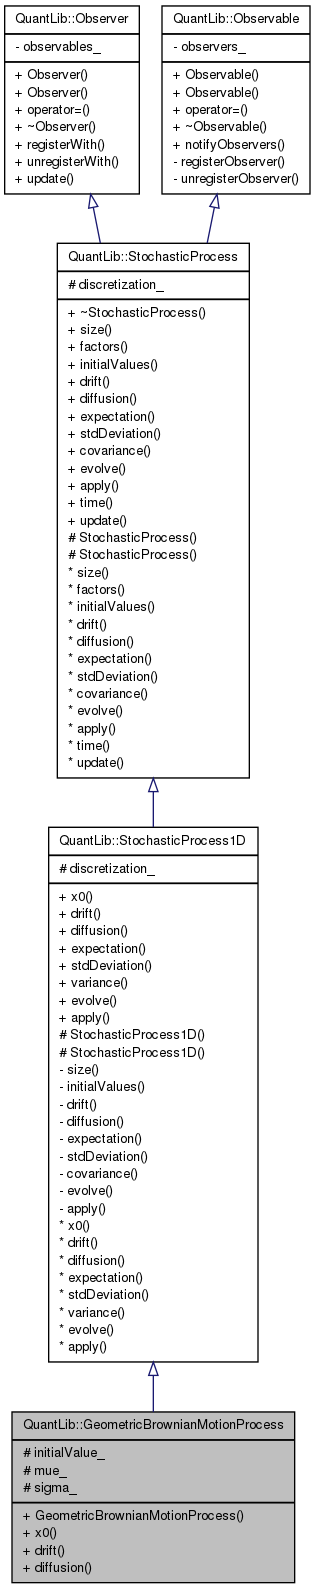 QuantLib::Observer
- observables_
+ Observer()
+ Observer()
+ operator=()
+ ~Observer()
+ registerWith()
+ unregisterWith()
+ update()
QuantLib::Observable
- observers_
+ Observable()
+ Observable()
+ operator=()
+ ~Observable()
+ notifyObservers()
- registerObserver()
- unregisterObserver()
QuantLib::StochasticProcess
# discretization_
+ ~StochasticProcess()
+ size()
+ factors()
+ initialValues()
+ drift()
+ diffusion()
+ expectation()
+ stdDeviation()
+ covariance()
+ evolve()
+ apply()
+ time()
+ update()
# StochasticProcess()
# StochasticProcess()
* size()
* factors()
* initialValues()
* drift()
* diffusion()
* expectation()
* stdDeviation()
* covariance()
* evolve()
* apply()
* time()
* update()
QuantLib::StochasticProcess1D
# discretization_
+ x0()
+ drift()
+ diffusion()
+ expectation()
+ stdDeviation()
+ variance()
+ evolve()
+ apply()
# StochasticProcess1D()
# StochasticProcess1D()
- size()
- initialValues()
- drift()
- diffusion()
- expectation()
- stdDeviation()
- covariance()
- evolve()
- apply()
* x0()
* drift()
* diffusion()
* expectation()
* stdDeviation()
* variance()
* evolve()
* apply()
QuantLib::GeometricBrownianMotionProcess
# initialValue_
# mue_
# sigma_
+ GeometricBrownianMotionProcess()
+ x0()
+ drift()
+ diffusion()